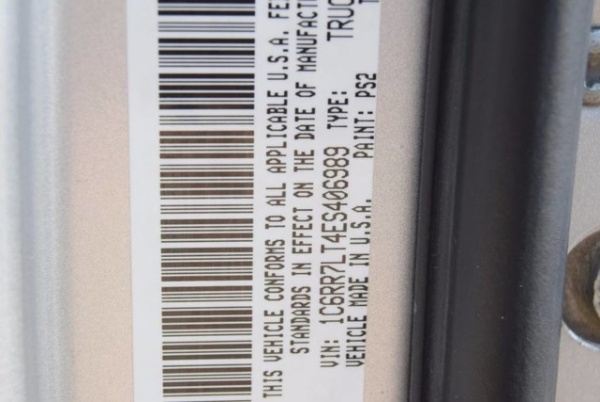 THIS VEHICLE CONFORMS TO ALL APPLICABLE U.S.A. FE
STANDARDS IN EFFECT ON THE DATE OF MANUFACT
VIN: 1C6RR7LT4ES406989 TYPE: TRUC
VEHICLE MADE IN U.S.A. PAINT: PS2